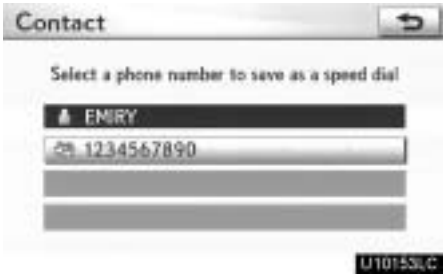 Contact
Select a phone number to save as a speed dial
EMIRY
1234567890
U10153LC